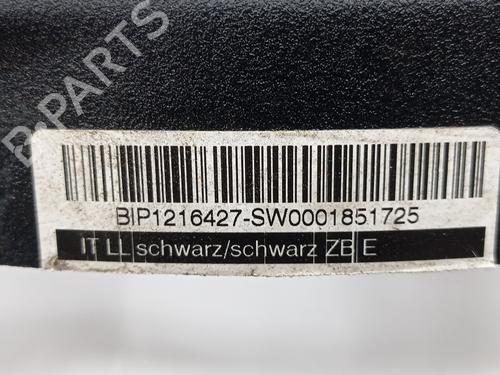 B-PARTS
BIP1216427-SW0001851725
IT LL schwarz/schwarz ZB E